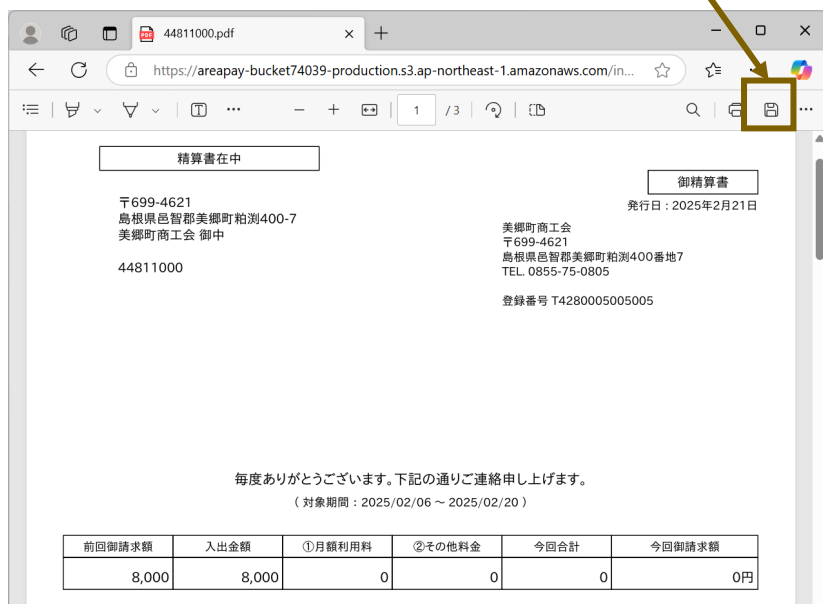 44811000.pdf
https://areapay-bucket74039-production.s3.ap-northeast-1.amazonaws.com/in...
1 / 3
精算書在中
御精算書
発行日：2025年2月21日
〒699-4621
島根県邑智郡美郷町粕渕400-7
美郷町商工会 御中
44811000
美郷町商工会
〒699-4621
島根県邑智郡美郷町粕渕400番地7
TEL. 0855-75-0805
登録番号 T4280005005005
毎度ありがとうございます。下記の通りご連絡申し上げます。
（ 対象期間：2025/02/06 ～ 2025/02/20 ）
前回御請求額 入出金額 ①月額利用料 ②その他料金 今回合計 今回御請求額
8,000 8,000 0 0 0 0円